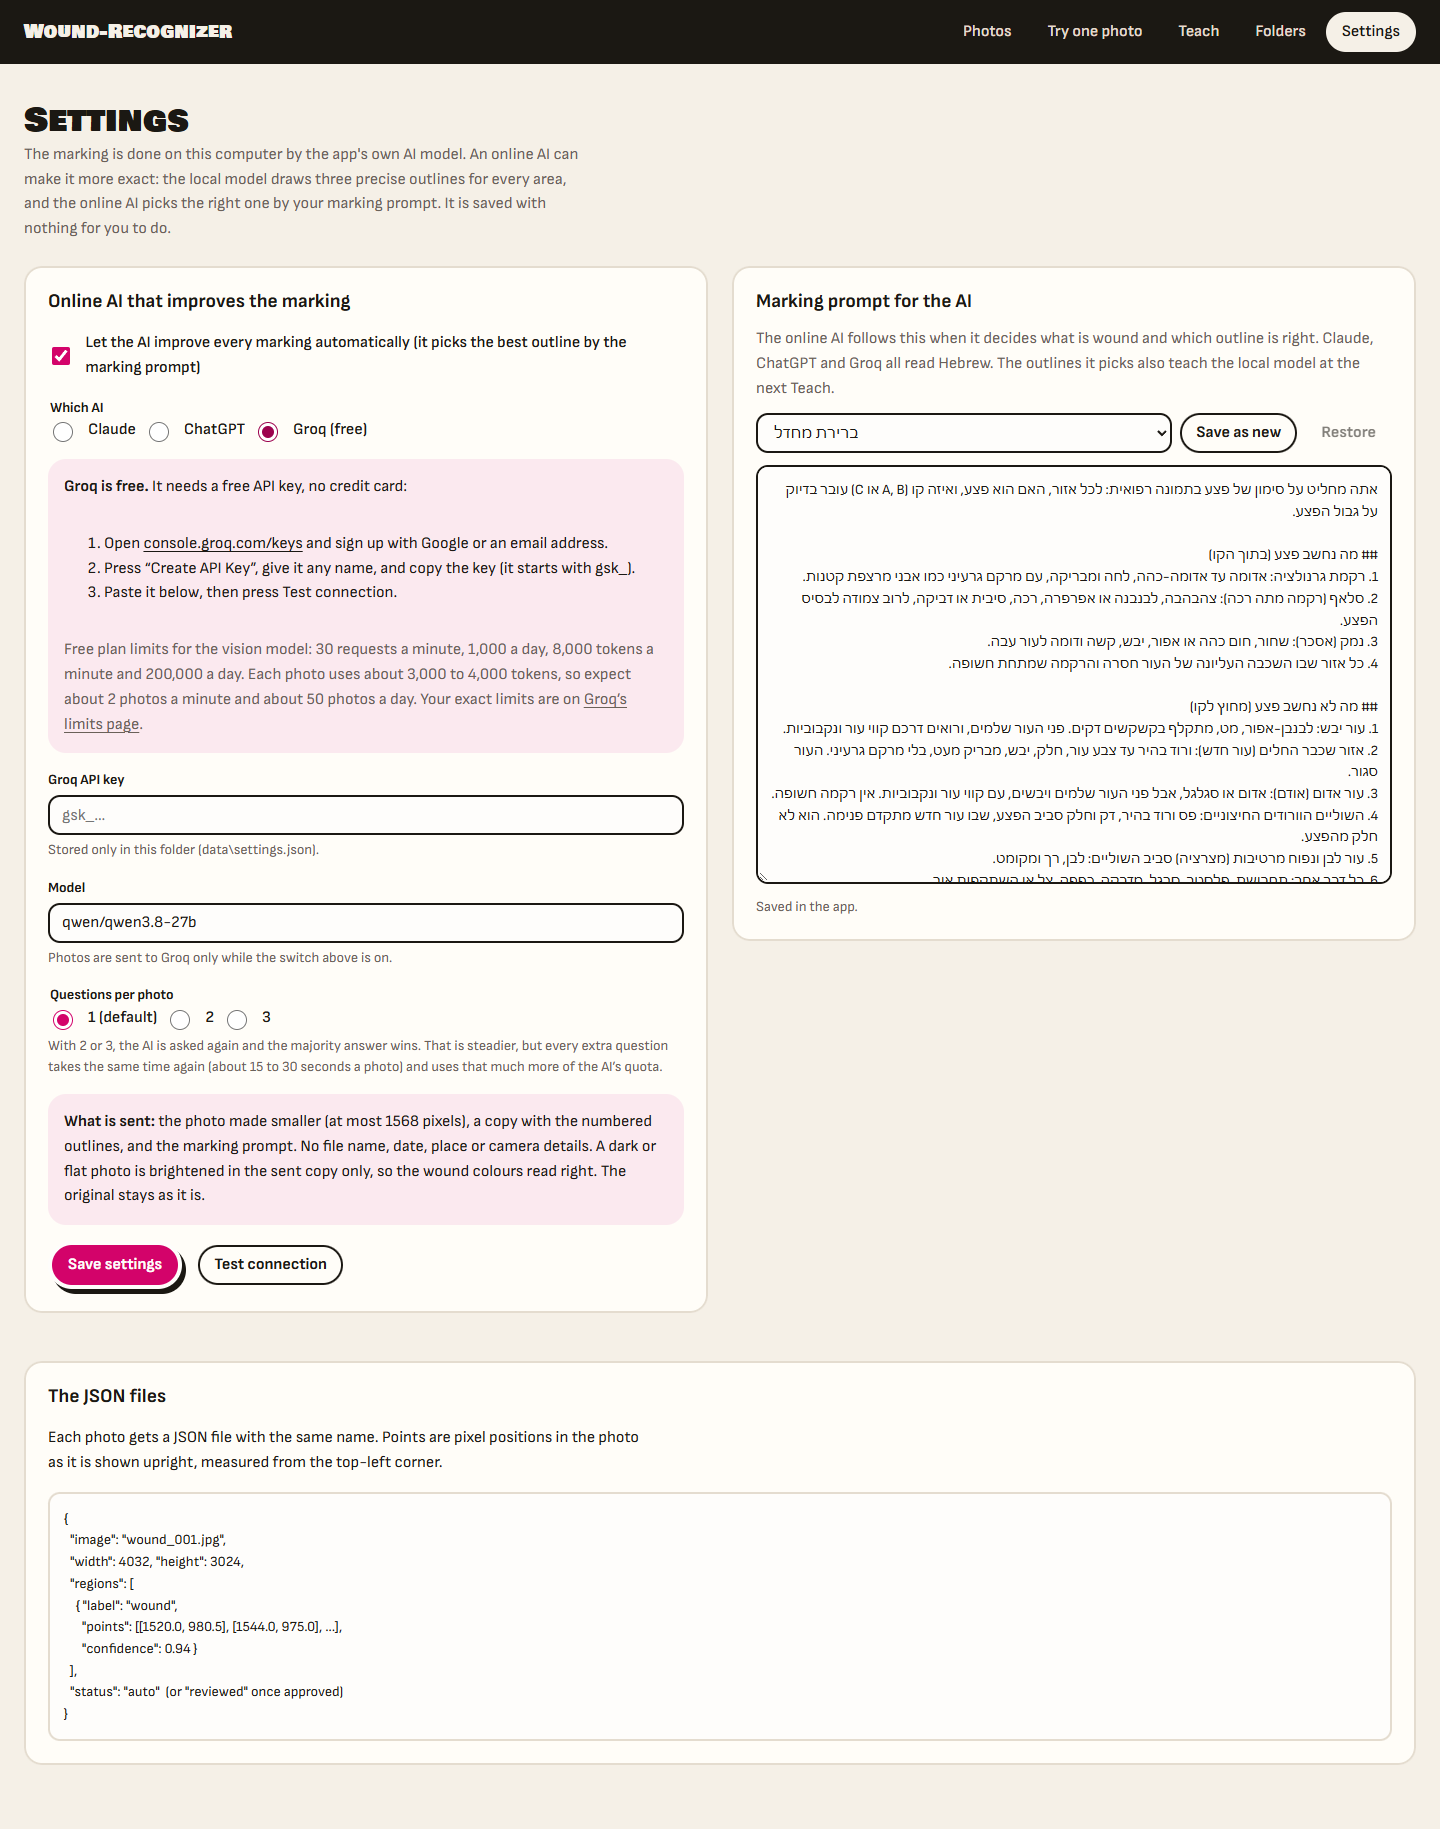 Wound-Recognizer
Photos
Try one photo
Teach
Folders
Settings
Settings
The marking is done on this computer by the app's own AI model. An online AI can
make it more exact: the local model draws three precise outlines for every area,
and the online AI picks the right one by your marking prompt. It is saved with
nothing for you to do.
Online AI that improves the marking
Let the AI improve every marking automatically (it picks the best outline by the
marking prompt)
Which AI
Claude ChatGPT Groq (free)
Groq is free. It needs a free API key, no credit card:
1. Open console.groq.com/keys and sign up with Google or an email address.
2. Press “Create API Key”, give it any name, and copy the key (it starts with gsk_).
3. Paste it below, then press Test connection.
Free plan limits for the vision model: 30 requests a minute, 1,000 a day, 8,000 tokens a
minute and 200,000 a day. Each photo uses about 3,000 to 4,000 tokens, so expect
about 2 photos a minute and about 50 photos a day. Your exact limits are on Groq’s
limits page.
Groq API key
gsk_...
Stored only in this folder (data\settings.json).
Model
qwen/qwen3.8-27b
Photos are sent to Groq only while the switch above is on.
Questions per photo
1 (default) 2 3
With 2 or 3, the AI is asked again and the majority answer wins. That is steadier, but every extra question
takes the same time again (about 15 to 30 seconds a photo) and uses that much more of the AI’s quota.
What is sent: the photo made smaller (at most 1568 pixels), a copy with the numbered
outlines, and the marking prompt. No file name, date, place or camera details. A dark or
flat photo is brightened in the sent copy only, so the wound colours read right. The
original stays as it is.
Save settings
Test connection
Marking prompt for the AI
The online AI follows this when it decides what is wound and which outline is right. Claude,
ChatGPT and Groq all read Hebrew. The outlines it picks also teach the local model at the
next Teach.
ברירת מחדל
Save as new
Restore
אתה מחליט על סימון של פצע בתמונה רפואית: לכל אזור, האם הוא פצע, ואיזה קו (A, B או C) עובר בדיוק
על גבול הפצע.
## מה נחשב פצע (בתוך הקו)
1. רקמת גרנולציה: אדומה עד אדומה-כהה, לחה ומבריקה, עם מרקם גרעיני כמו אבני מרצפת קטנות.
2. סלאף (רקמה מתה רכה): צהבהבה, לבנבנה או אפרפרה, רכה, סיבית או דביקה, לרוב צמודה לבסיס
הפצע.
3. נמק (אסכר): שחור, חום כהה או אפור, יבש, קשה ודומה לעור עבה.
4. כל אזור שבו השכבה העליונה של העור חסרה והרקמה שמתחת חשופה.
## מה לא נחשב פצע (מחוץ לקו)
1. עור יבש: לבנבן-אפור, מט, מתקלף בקשקשים דקים. פני העור שלמים, ורואים דרכם קווי עור ונקבוביות.
2. אזור שכבר החלים (עור חדש): ורוד בהיר עד צבע עור, חלק, יבש, מבריק מעט, בלי מרקם גרעיני. העור
סגור.
3. עור אדום (אודם): אדום או סגלגל, אבל פני העור שלמים ויבשים, עם קווי עור ונקבוביות. אין רקמה חשופה.
4. השוליים הוורודים החיצוניים: פס ורוד בהיר, דק וחלק סביב הפצע, שבו עור חדש מתקדם פנימה. הוא לא
חלק מהפצע.
5. עור לבן ונפוח מרטיבות (מצרציה) סביב השוליים: לבן, רך ומקומט.
6. כל דבר אחר: תחבושת, פלסטר, סרגל, מדבקה, כפפה, צל או השתקפות אור.
Saved in the app.
The JSON files
Each photo gets a JSON file with the same name. Points are pixel positions in the photo
as it is shown upright, measured from the top-left corner.
{
"image": "wound_001.jpg",
"width": 4032, "height": 3024,
"regions": [
{ "label": "wound",
"points": [[1520.0, 980.5], [1544.0, 975.0], ...],
"confidence": 0.94 }
],
"status": "auto" (or "reviewed" once approved)
}